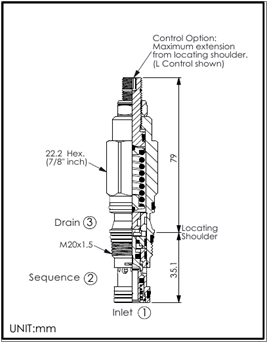 Control Option:
Maximum extension
from locating shoulder.
(L Control shown)
79
22.2 Hex.
(7/8" inch)
Drain ③
Locating
Shoulder
M20x1.5
35.1
Sequence ②
Inlet ①
UNIT:mm